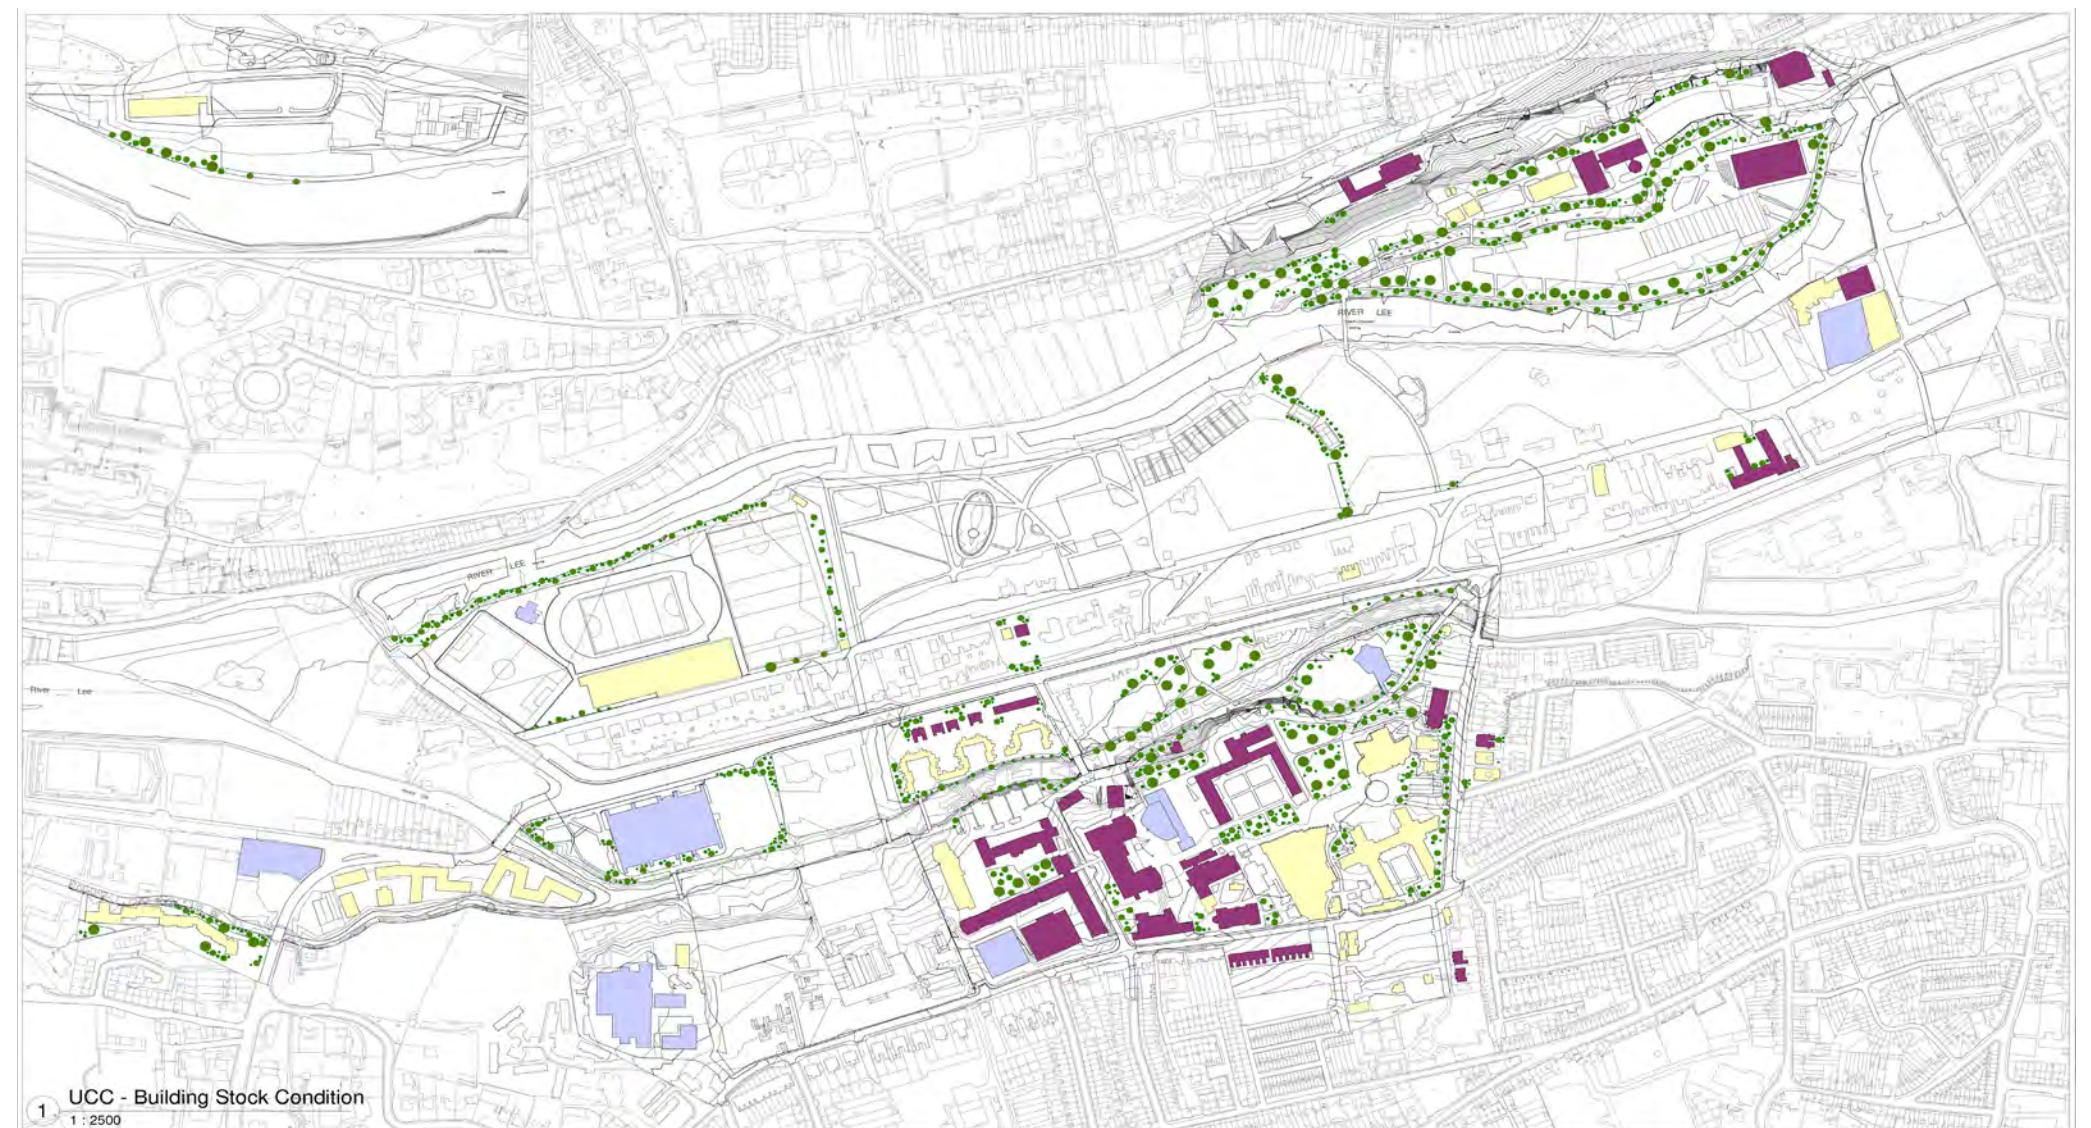 RIVER LEE
RIVER LEE
River Lee
1
UCC - Building Stock Condition
1 : 2500